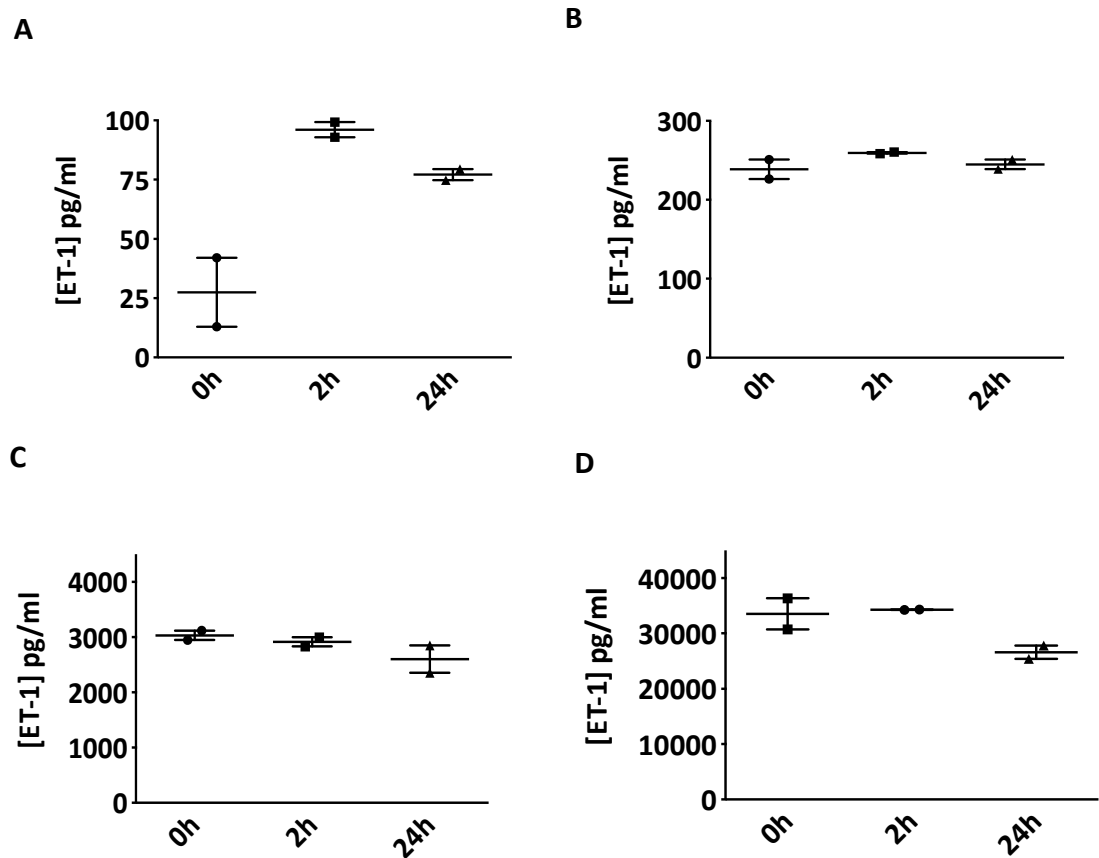 A
[ET-1] pg/ml
100
75
50
25
0
0h
2h
24h
B
[ET-1] pg/ml
300
200
100
0
0h
2h
24h
C
[ET-1] pg/ml
4000
3000
2000
1000
0
0h
2h
24h
D
[ET-1] pg/ml
40000
30000
20000
10000
0
0h
2h
24h